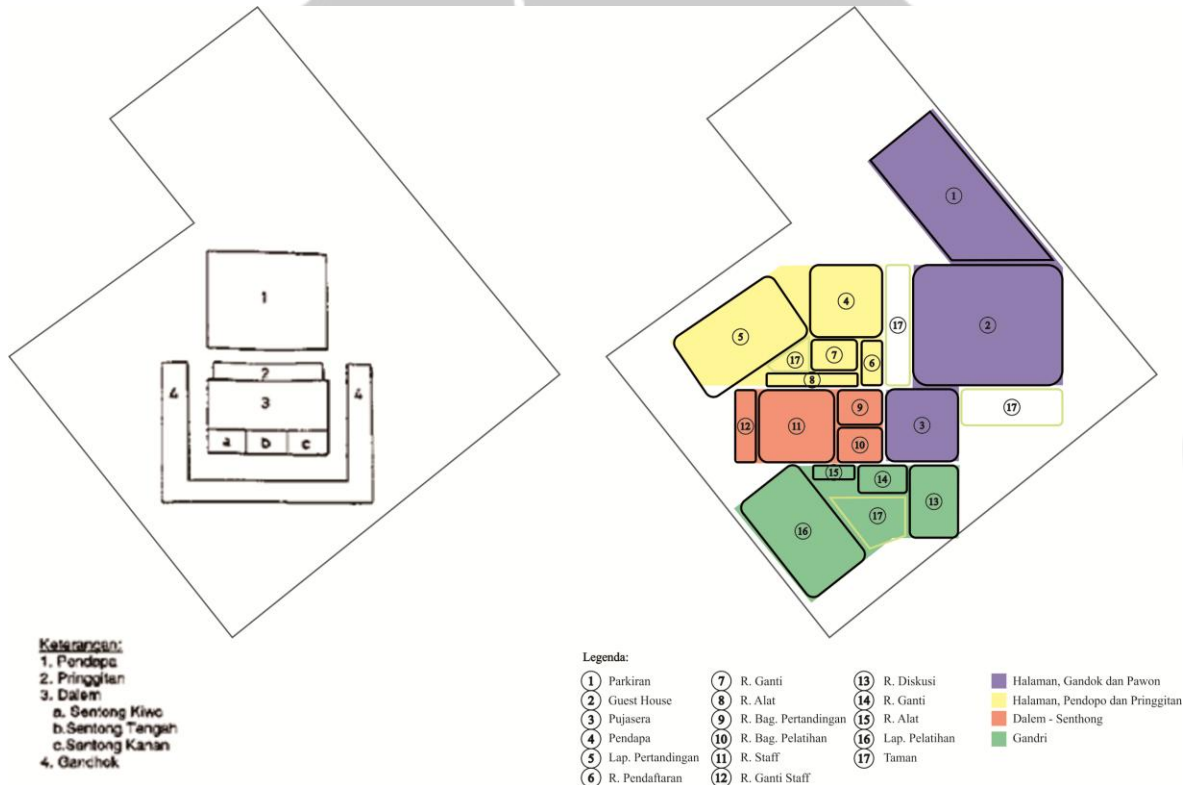 1
2
3
4
4
a
b
c
Keterangan:
1. Pendapa
2. Pringgitan
3. Dalem
a. Sentong Kiwo
b.Sentong Tengah
c.Sentong Kanan
4. Gandhok
1
2
3
4
5
6
7
8
9
10
11
12
13
14
15
16
17
17
17
17
Legenda:
1 Parkiran
2 Guest House
3 Pujasera
4 Pendapa
5 Lap. Pertandingan
6 R. Pendaftaran
7 R. Ganti
8 R. Alat
9 R. Bag. Pertandingan
10 R. Bag. Pelatihan
11 R. Staff
12 R. Ganti Staff
13 R. Diskusi
14 R. Ganti
15 R. Alat
16 Lap. Pelatihan
17 Taman
Halaman, Gandok dan Pawon
Halaman, Pendopo dan Pringgitan
Dalem - Senthong
Gandri